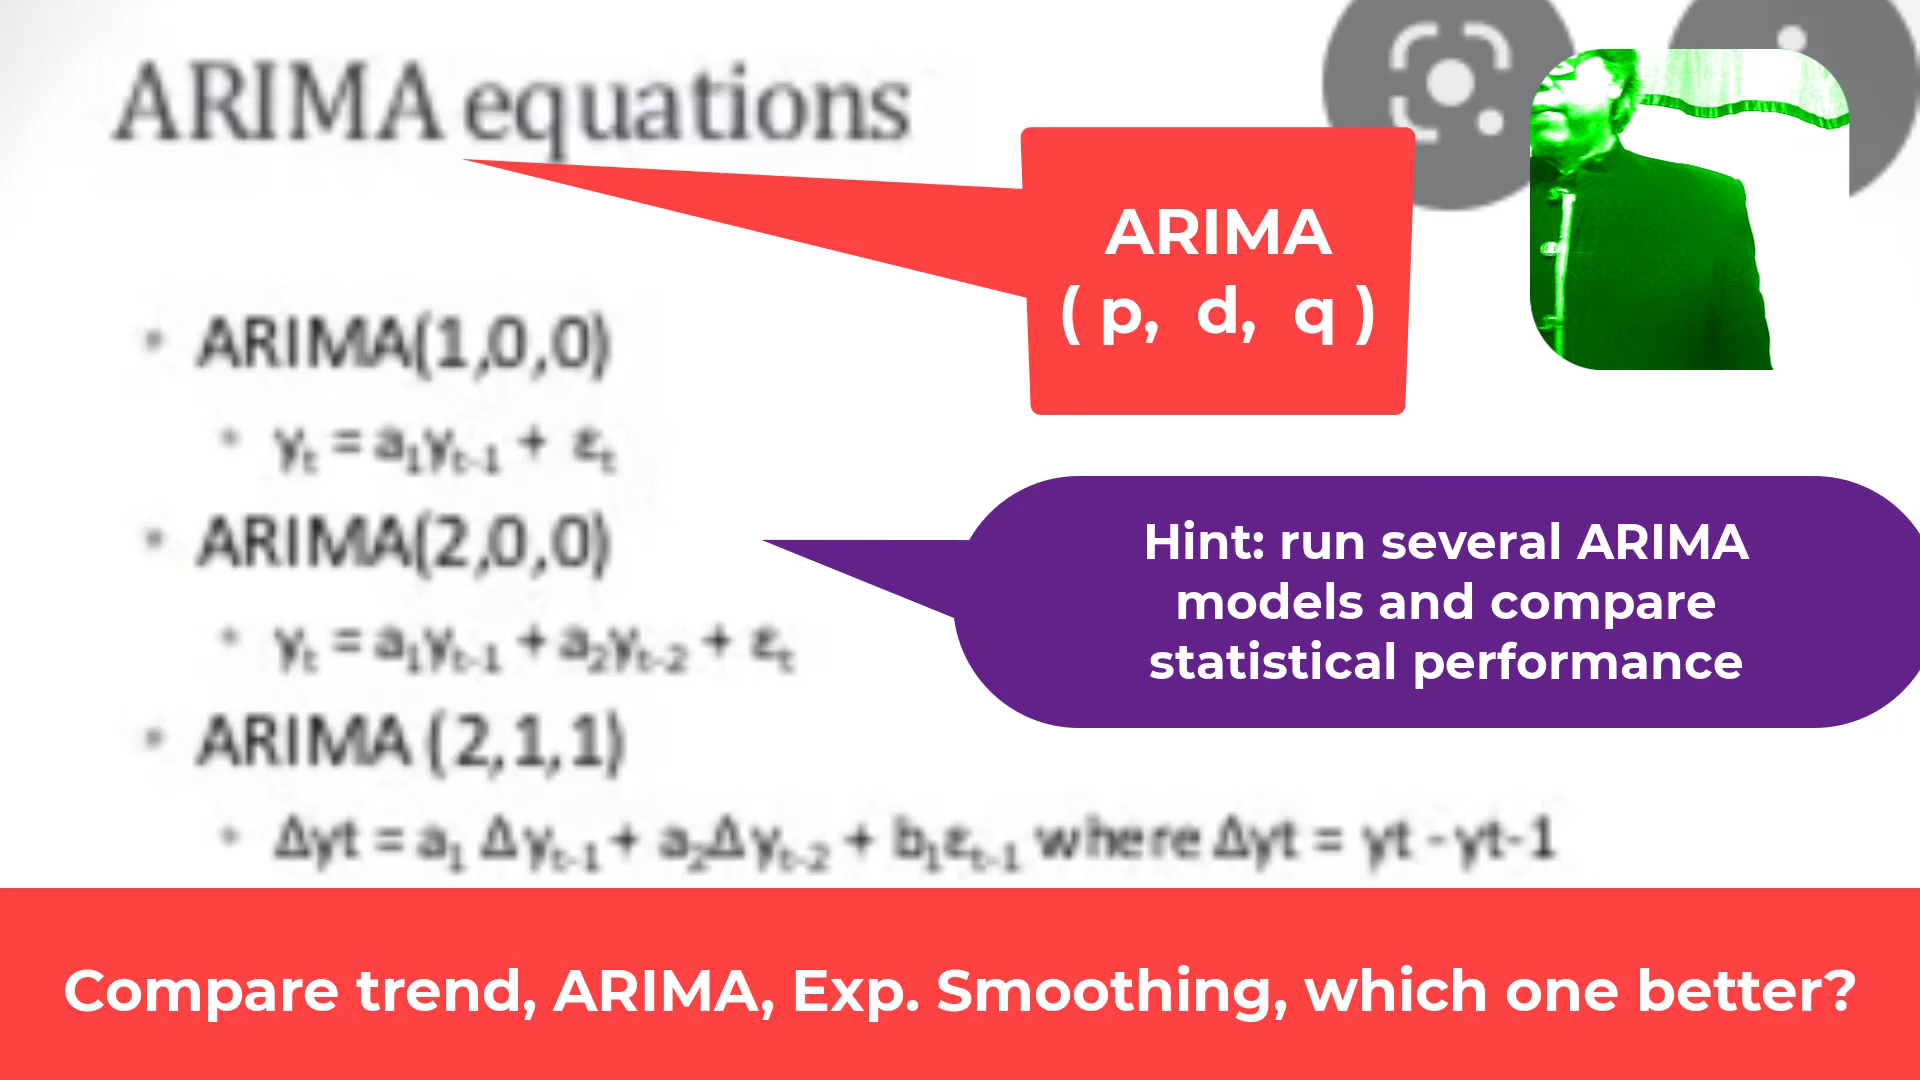 ARIMA equations
ARIMA
( p, d, q )
• ARIMA(1,0,0)
• yₜ = a₁yₜ₋₁ + εₜ
• ARIMA(2,0,0)
• yₜ = a₁yₜ₋₁ + a₂yₜ₋₂ + εₜ
Hint: run several ARIMA
models and compare
statistical performance
• ARIMA (2,1,1)
• Δyt = a₁ Δyₜ₋₁ + a₂Δyₜ₋₂ + b₁εₜ₋₁ where Δyt = yt - yt-1
Compare trend, ARIMA, Exp. Smoothing, which one better?